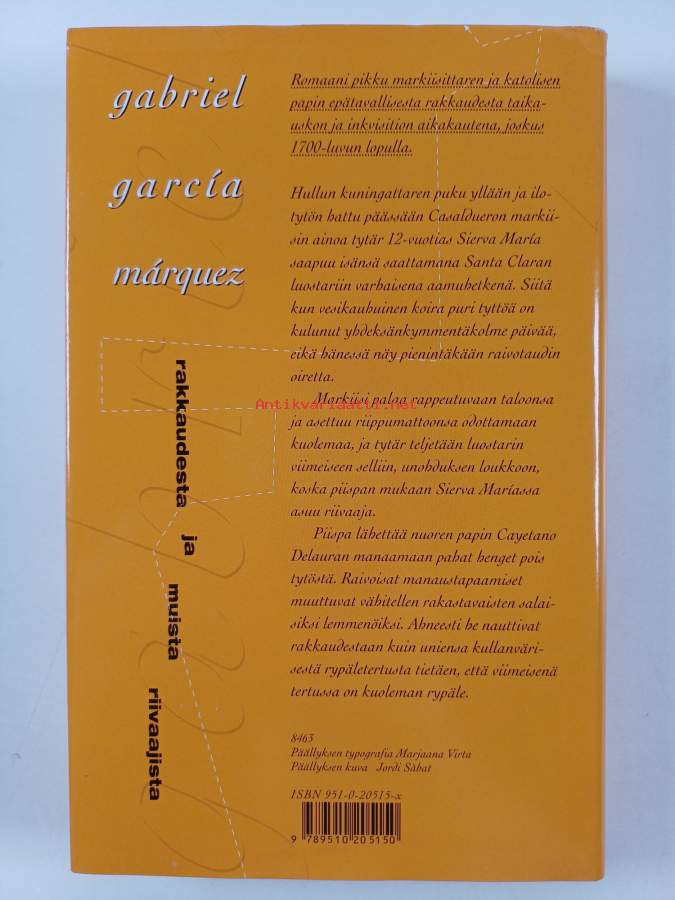 gabriel
garcía
márquez
rakkaudesta ja muista riivaajista
Romaani pikku markiisittaren ja katolisen
papin epätavallisesta rakkaudesta taika-
uskon ja inkvisition aikakautena, joskus
1700-luvun lopulla.
Hullun kuningattaren puku yllään ja ilo-
tytön hattu päässään Casaldueron markii-
sin ainoa tytär 12-vuotias Sierva María
saapuu isänsä saattamana Santa Claran
luostariin varhaisena aamuhetkenä. Siitä
kun vesikauhuinen koira puri tyttöä on
kulunut yhdeksänkymmentäkolme päivää,
eikä hänessä näy pienintäkään raivotaudin
oiretta.
Markiisi palaa rappeutuvaan taloonsa
ja asettuu riippumattoonsa odottamaan
kuolemaa, ja tytär teljetään luostarin
viimeiseen selliin, unohduksen loukkoon,
koska piispan mukaan Sierva Maríassa
asuu riivaaja.
Piispa lähettää nuoren papin Cayetano
Delauran manaamaan pahat henget pois
tytöstä. Raivoisat manaustapaamiset
muuttuvat vähitellen rakastavaisten salai-
siksi lemmenöiksi. Ahneesti he nauttivat
rakkaudestaan kuin uniensa kullanväri-
sestä rypäletertusta tietäen, että viimeisenä
tertussa on kuoleman rypäle.
8463
Päällyksen typografia Marjaana Virta
Päällyksen kuva Jordi Sàbat
ISBN 951-0-20515-x
9 789510 205150
Antikvariaatti.net